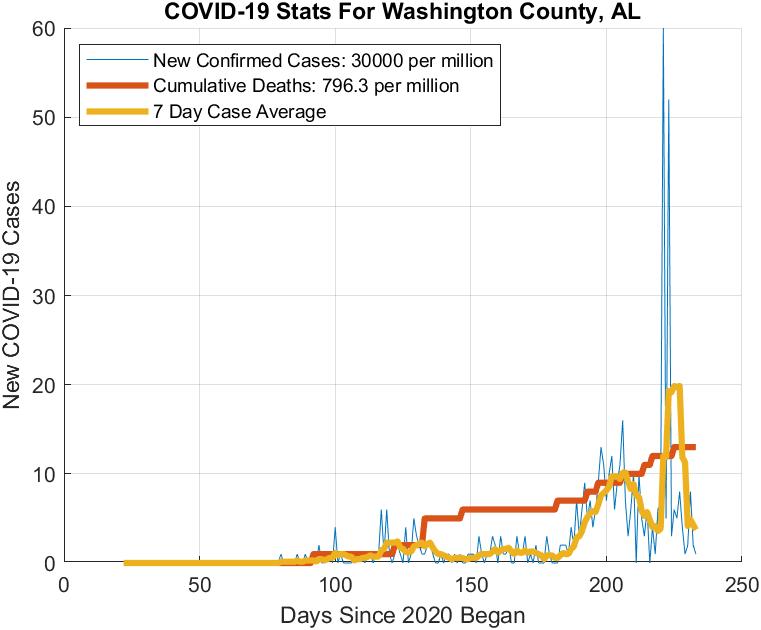 COVID-19 Stats For Washington County, AL
New Confirmed Cases: 30000 per million
Cumulative Deaths: 796.3 per million
7 Day Case Average
New COVID-19 Cases
60
50
40
30
20
10
0
0 50 100 150 200 250
Days Since 2020 Began